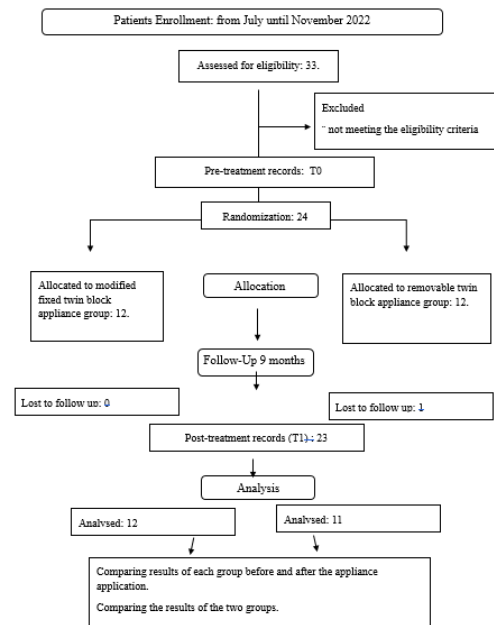 Patients Enrollment: from July until November 2022
Assessed for eligibility: 33.
Excluded
¨ not meeting the eligibility criteria
Pre-treatment records:  T0
Randomization: 24
Allocated to modified
fixed twin block
appliance group: 12.
Allocation
Allocated to removable twin
block appliance group: 12.
Follow-Up 9 months
Lost to follow up: 0
Lost to follow up: 1
Post-treatment records (T1).: 23
Analysis
Analysed: 12
Analysed: 11
Comparing results of each group before and after the appliance
application.
Comparing the results of the two groups.